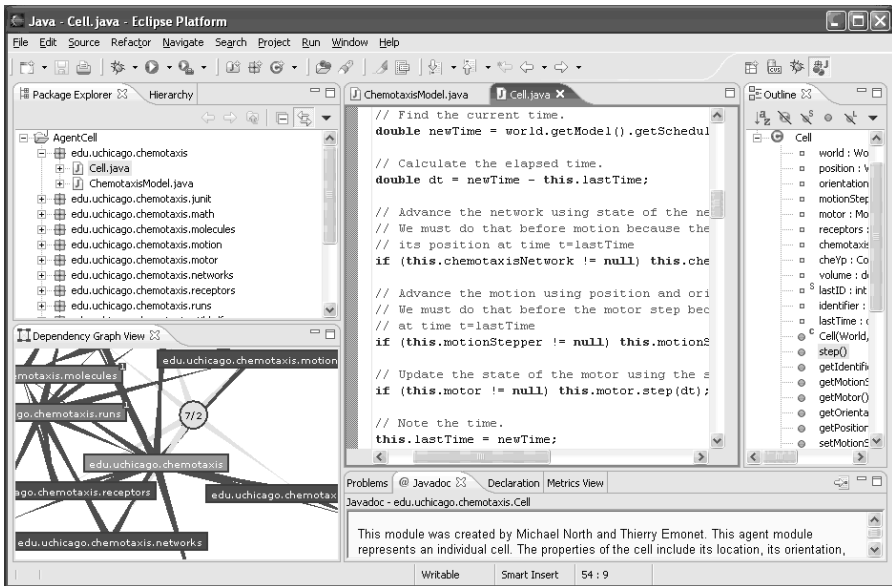 Java - Cell.java - Eclipse Platform
File Edit Source Refactor Navigate Search Project Run Window Help
Package Explorer Hierarchy
AgentCell
edu.uchicago.chemotaxis
Cell.java
ChemotaxisModel.java
edu.uchicago.chemotaxis.junit
edu.uchicago.chemotaxis.math
edu.uchicago.chemotaxis.molecules
edu.uchicago.chemotaxis.motion
edu.uchicago.chemotaxis.motor
edu.uchicago.chemotaxis.networks
edu.uchicago.chemotaxis.receptors
edu.uchicago.chemotaxis.runs
Dependency Graph View
edu.uchicago.chemotaxis.motion
emotaxis.molecules 1
go.chemotaxis.runs 1
7/2
edu.uchicago.chemotaxis
ago.chemotaxis.receptors
edu.uchicago.chemotax
edu.uchicago.chemotaxis.networks
ChemotaxisModel.java Cell.java
// Find the current time.
double newTime = world.getModel().getSchedul
// Calculate the elapsed time.
double dt = newTime - this.lastTime;
// Advance the network using state of the ne
// We must do that before motion because the
// its position at time t=lastTime
if (this.chemotaxisNetwork != null) this.che
// Advance the motion using position and ori
// We must do that before the motor step bec
// at time t=lastTime
if (this.motionStepper != null) this.motionS
// Update the state of the motor using the s
if (this.motor != null) this.motor.step(dt);
// Note the time.
this.lastTime = newTime;
Outline
Cell
world : Wo
position : V
orientation
motionStep
motor : Mo
receptors :
chemotaxis
cheYp : Co
volume : d
lastID : int
identifier :
lastTime : d
Cell(World,
step()
getIdentifi
getMotionS
getMotor()
getOrienta
getPosition
setMotionS
Problems @ Javadoc Declaration Metrics View
Javadoc - edu.uchicago.chemotaxis.Cell
This module was created by Michael North and Thierry Emonet. This agent module
represents an individual cell. The properties of the cell include its location, its orientation,
Writable Smart Insert 54 : 9